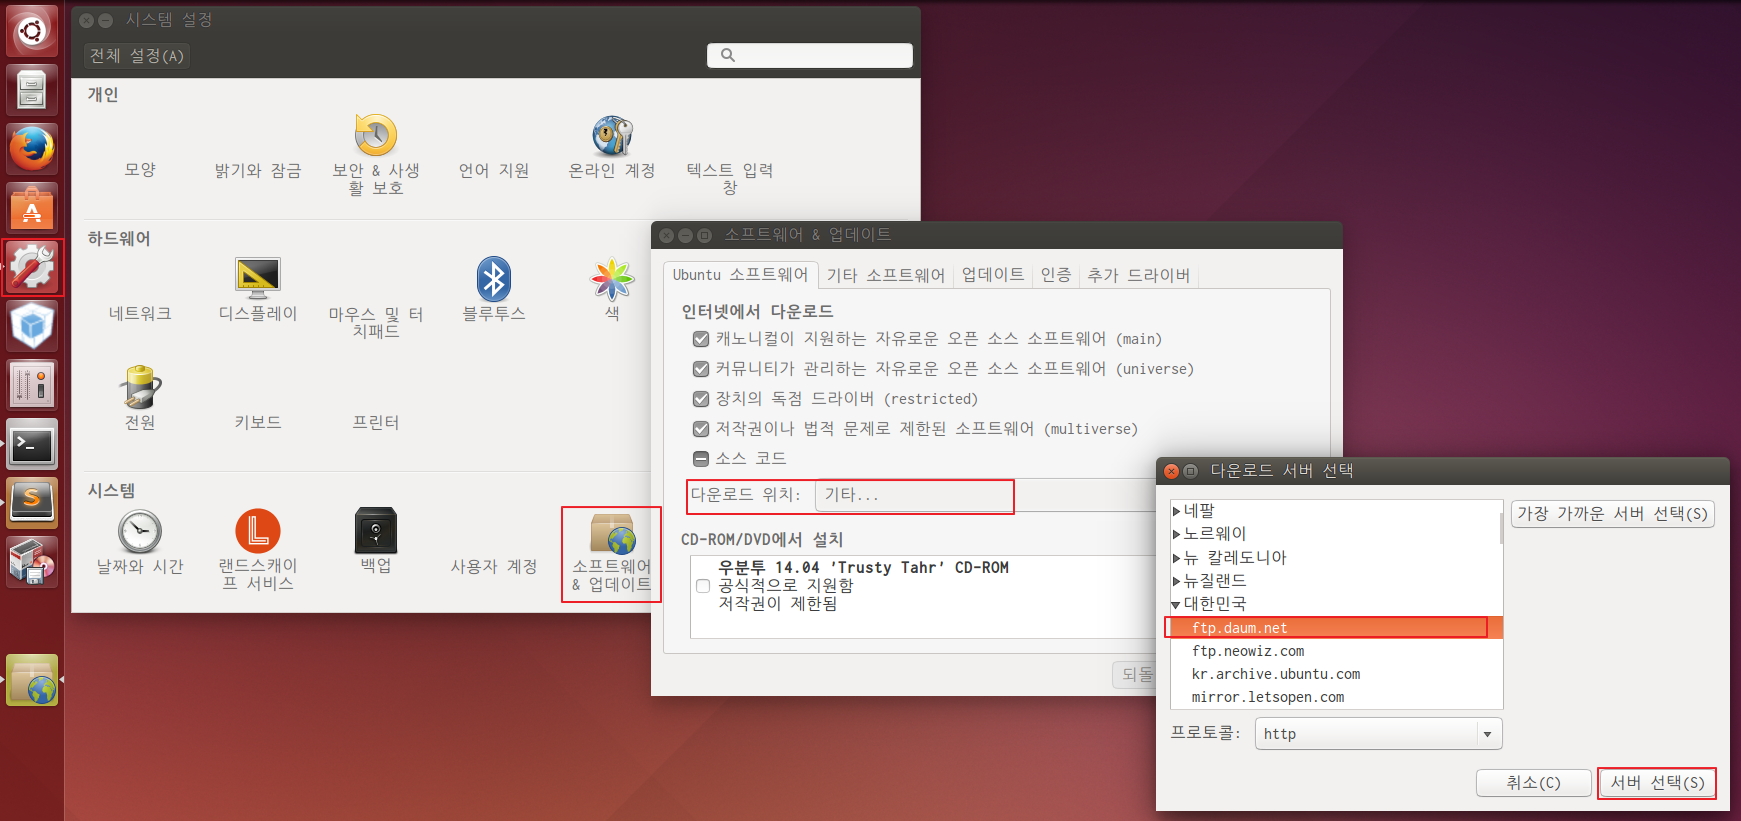 시스템 설정
전체 설정(A)
개인
모양
밝기와 잠금
보안 & 사생
활 보호
언어 지원
온라인 계정
텍스트 입력
창
하드웨어
네트워크
디스플레이
마우스 및 터
치패드
블루투스
색
전원
키보드
프린터
시스템
날짜와 시간
랜드스케이
프 서비스
백업
사용자 계정
소프트웨어
& 업데이트
소프트웨어 & 업데이트
Ubuntu 소프트웨어
기타 소프트웨어
업데이트
인증
추가 드라이버
인터넷에서 다운로드
캐노니컬이 지원하는 자유로운 오픈 소스 소프트웨어 (main)
커뮤니티가 관리하는 자유로운 오픈 소스 소프트웨어 (universe)
장치의 독점 드라이버 (restricted)
저작권이나 법적 문제로 제한된 소프트웨어 (multiverse)
소스 코드
다운로드 위치: 기타...
CD-ROM/DVD에서 설치
우분투 14.04 'Trusty Tahr' CD-ROM
공식적으로 지원함
저작권이 제한됨
되돌
다운로드 서버 선택
네팔
노르웨이
뉴 칼레도니아
뉴질랜드
대한민국
ftp.daum.net
ftp.neowiz.com
kr.archive.ubuntu.com
mirror.letsopen.com
가장 가까운 서버 선택(S)
프로토콜: http
취소(C)
서버 선택(S)